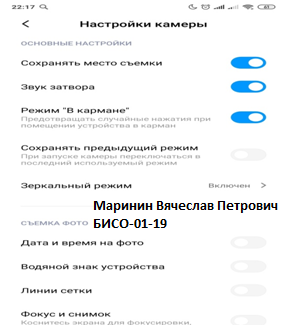 22:17
Настройки камеры
ОСНОВНЫЕ НАСТРОЙКИ
Сохранять место съемки
Звук затвора
Режим "В кармане"
Предотвращать случайные нажатия при
помещении устройства в карман
Сохранять предыдущий режим
При запуске камеры переключаться в
последний используемый режим
Зеркальный режим Включен >
Маринин Вячеслав Петрович
БИСО-01-19
СЪЕМКА ФОТО
Дата и время на фото
Водяной знак устройства
Линии сетки
Фокус и снимок
Коснитесь экрана для фокусировки,